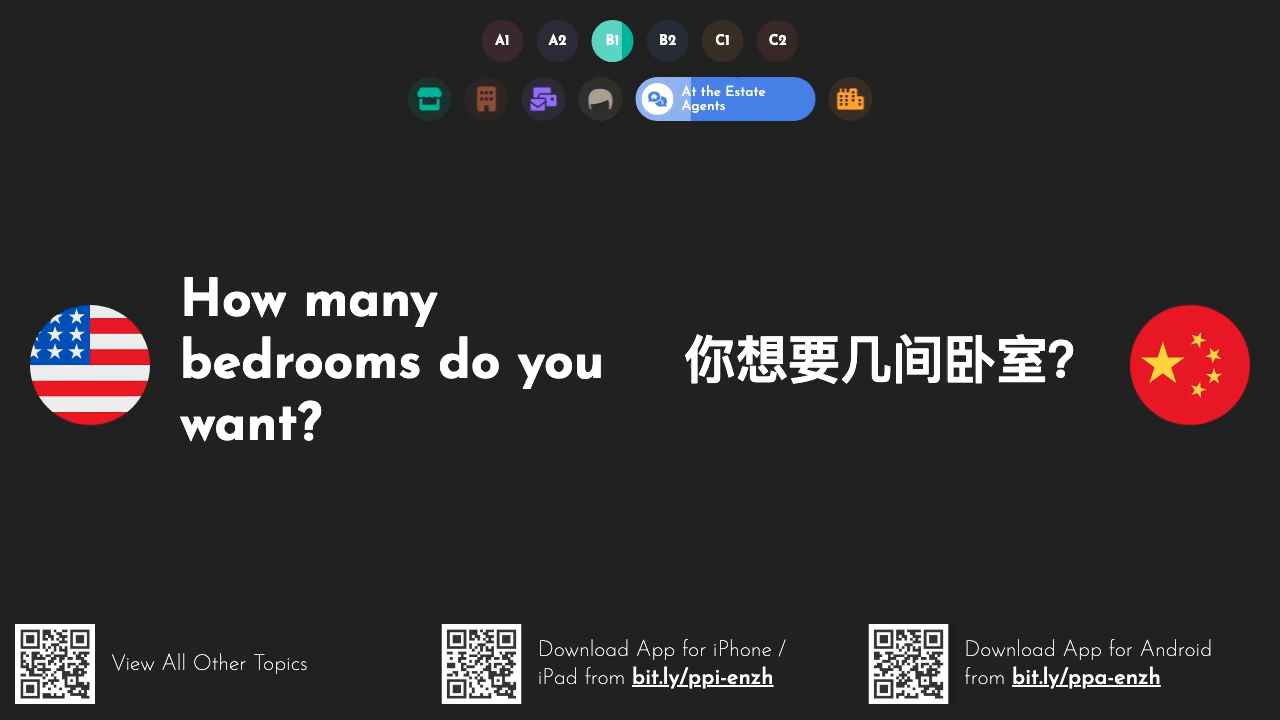 A1 A2 B1 B2 C1 C2
At the Estate
Agents
How many
bedrooms do you
want?
你想要几间卧室?
View All Other Topics
Download App for iPhone /
iPad from bit.ly/ppi-enzh
Download App for Android
from bit.ly/ppa-enzh